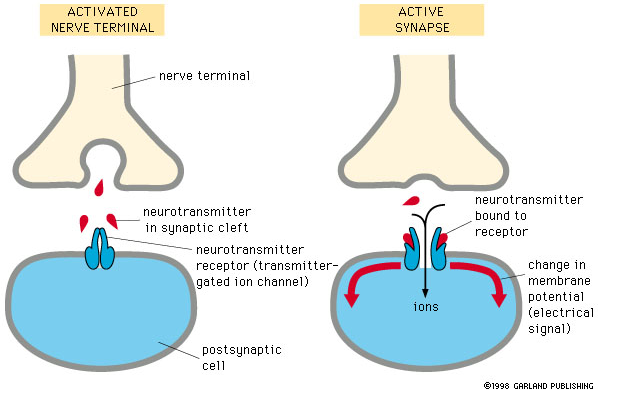 ACTIVATED
NERVE TERMINAL
nerve terminal
neurotransmitter
in synaptic cleft
neurotransmitter
receptor (transmitter-
gated ion channel)
postsynaptic
cell
ACTIVE
SYNAPSE
neurotransmitter
bound to
receptor
change in
membrane
potential
(electrical
signal)
ions
©1998 GARLAND PUBLISHING